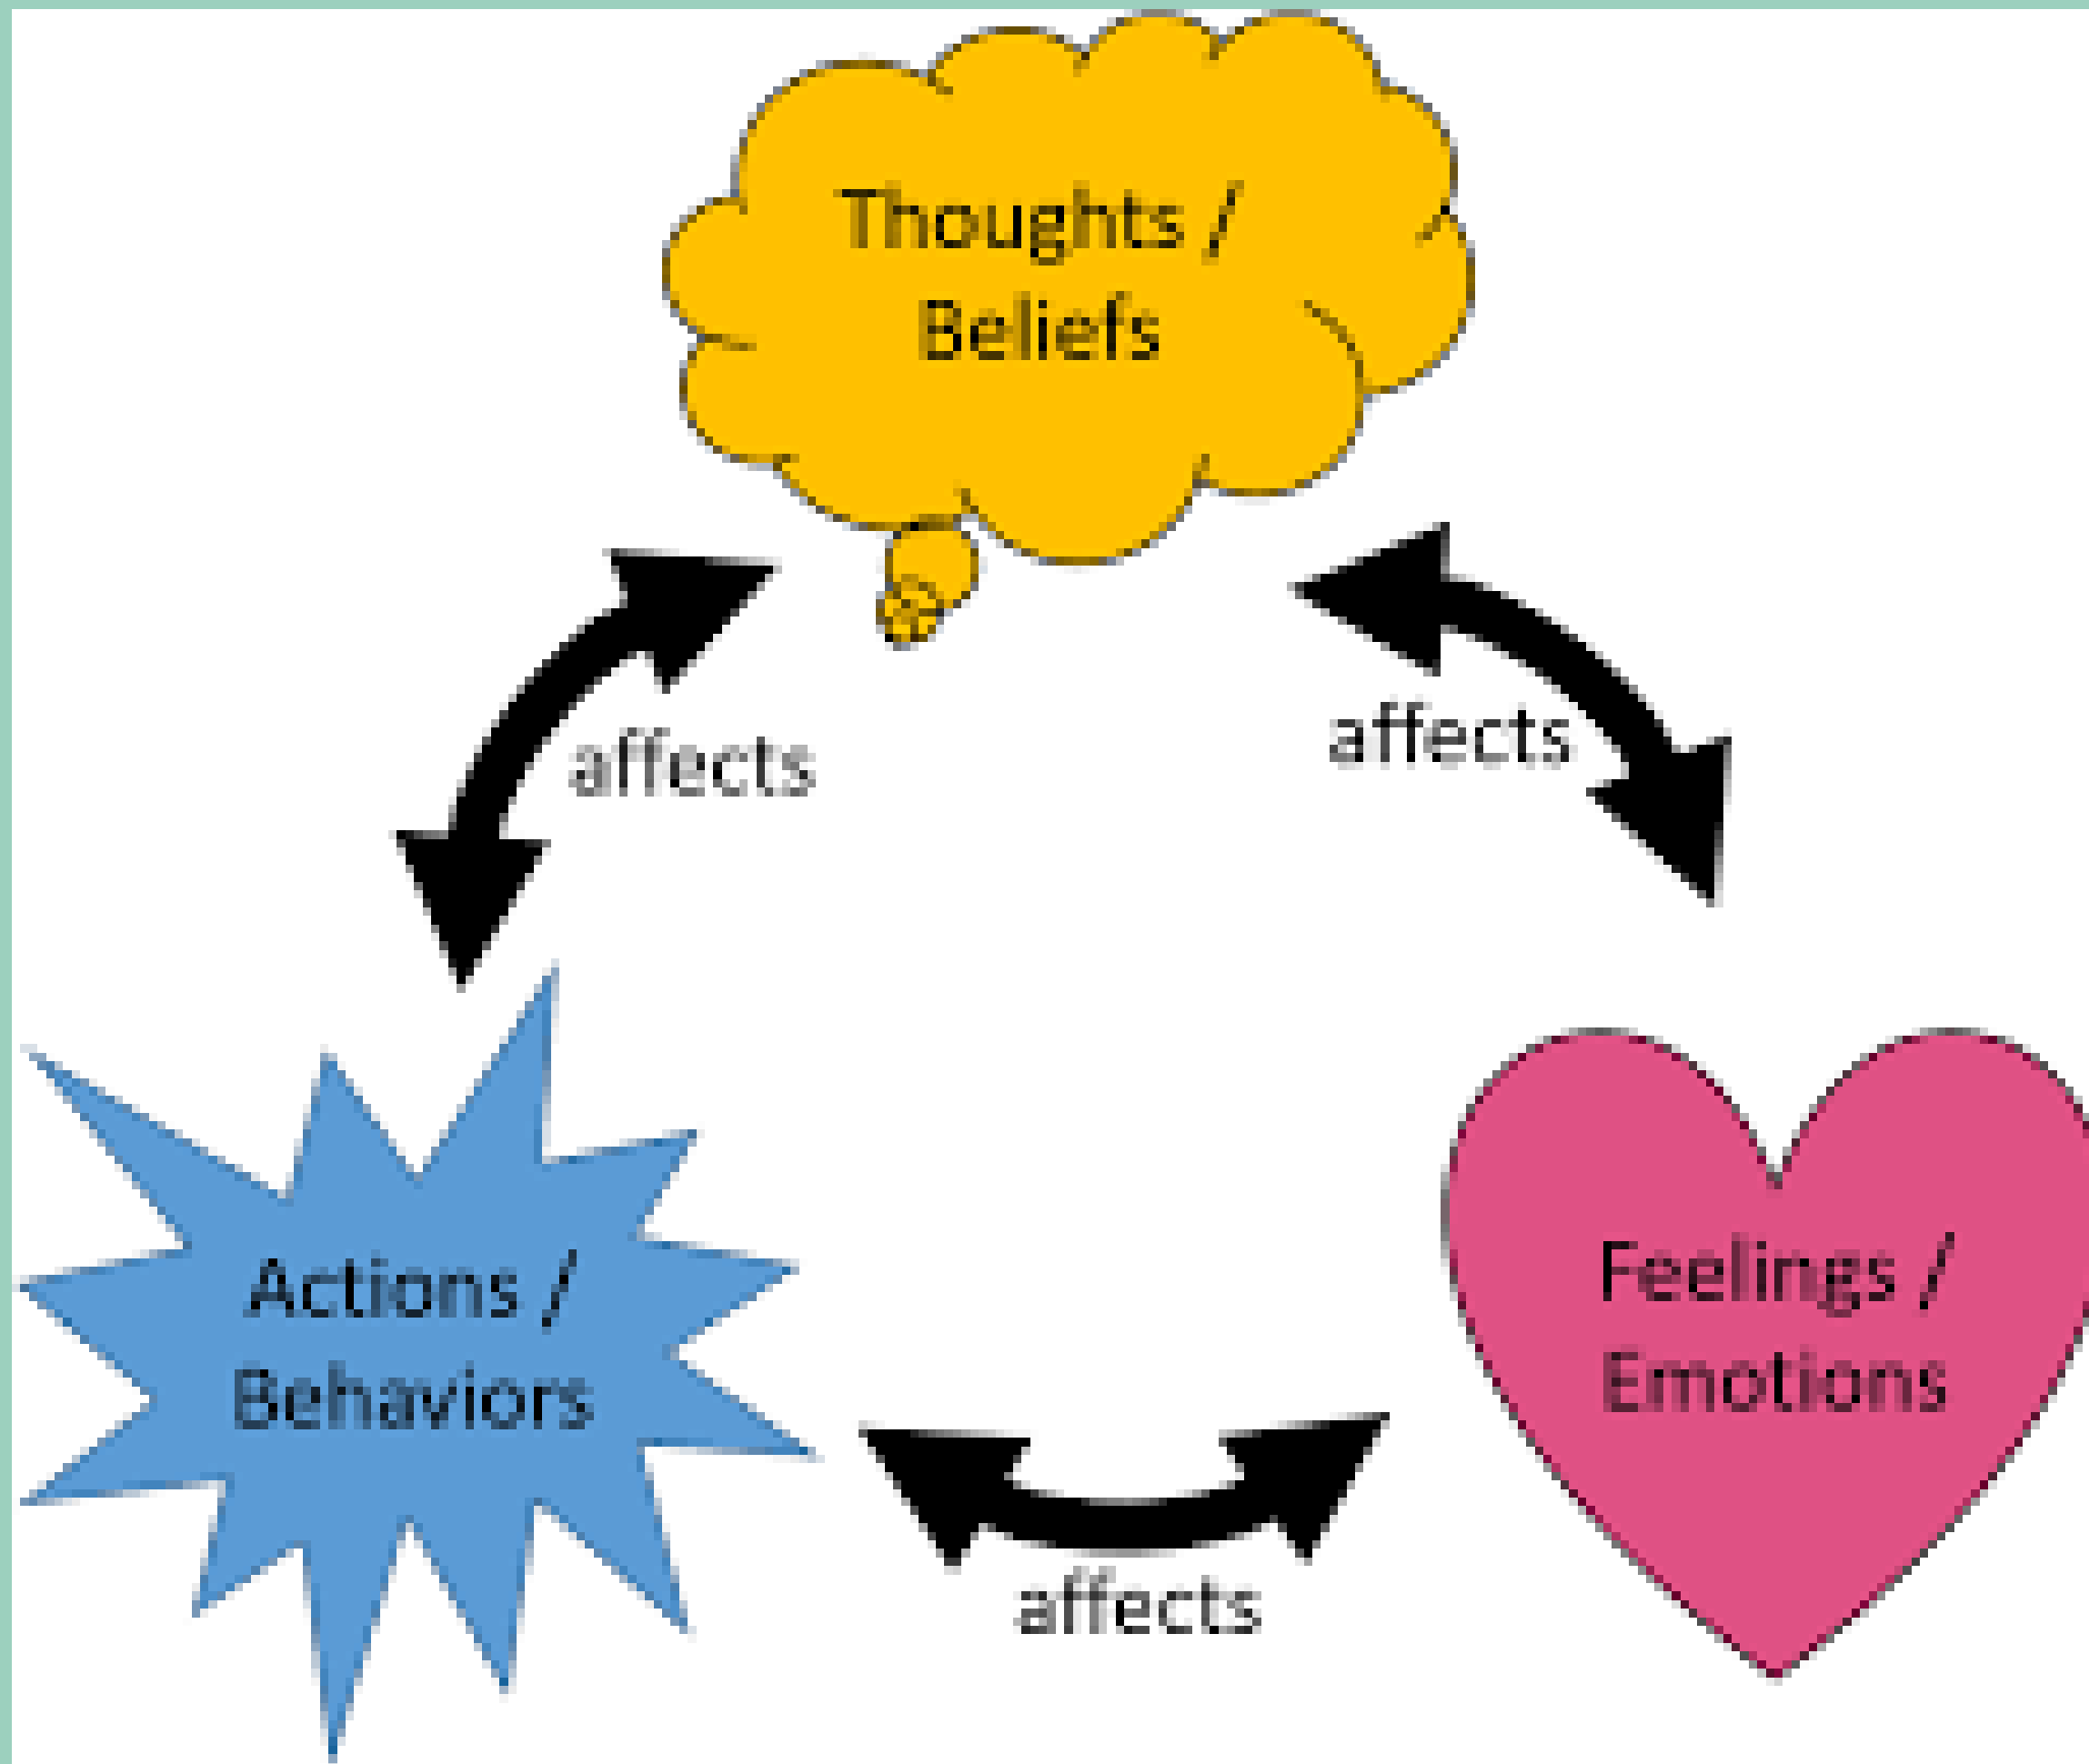 Thoughts /
Beliefs
affects
affects
Actions /
Behaviors
Feelings /
Emotions
affects